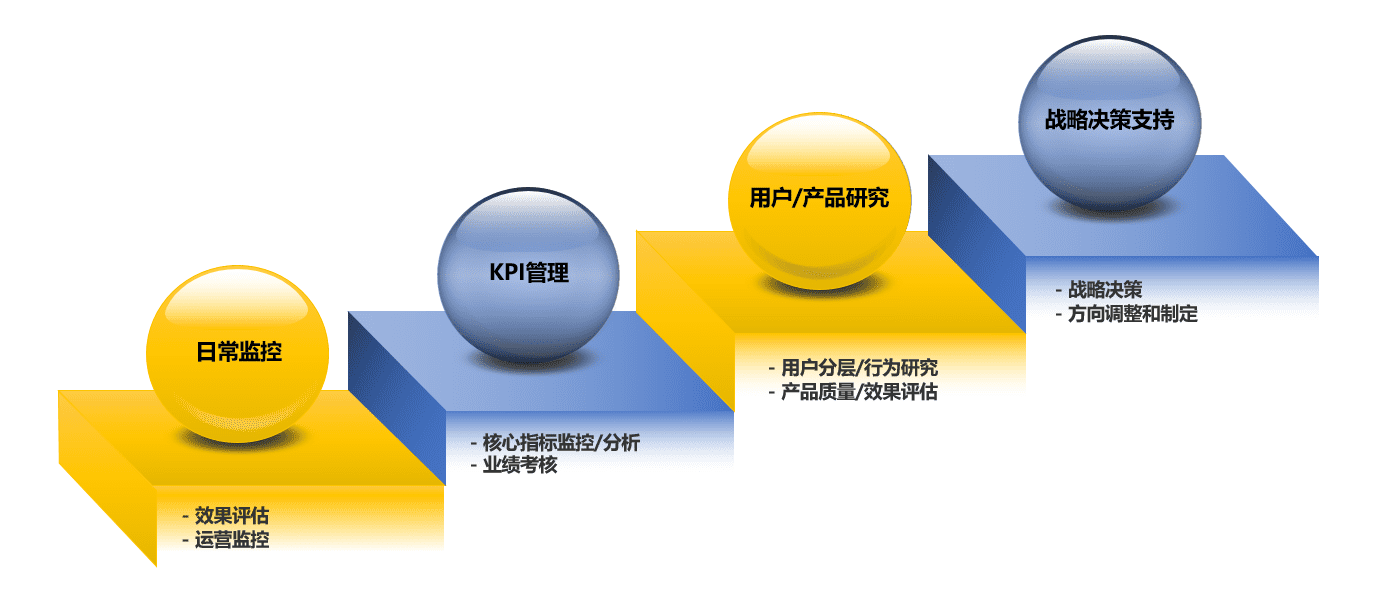 日常监控
- 效果评估
- 运营监控
KPI管理
- 核心指标监控/分析
- 业绩考核
用户/产品研究
- 用户分层/行为研究
- 产品质量/效果评估
战略决策支持
- 战略决策
- 方向调整和制定